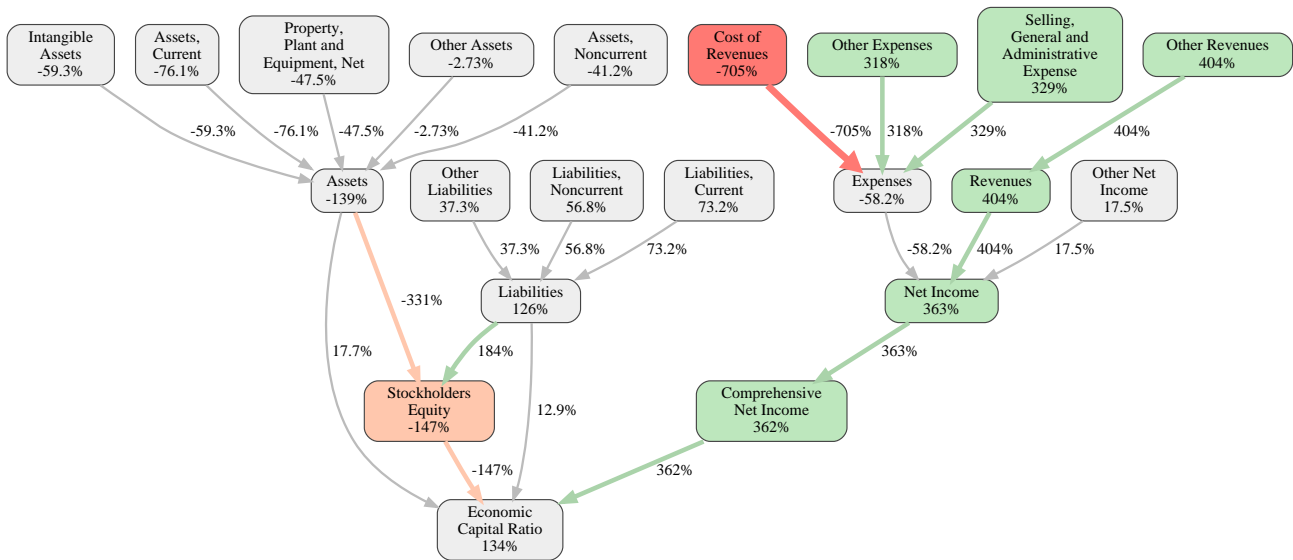 Intangible
Assets
-59.3%
Assets,
Current
-76.1%
Property,
Plant and
Equipment, Net
-47.5%
Other Assets
-2.73%
Assets,
Noncurrent
-41.2%
Cost of
Revenues
-705%
Other Expenses
318%
Selling,
General and
Administrative
Expense
329%
Other Revenues
404%
-59.3%
-76.1%
-47.5%
-2.73%
-41.2%
-705%
318%
329%
404%
Assets
-139%
Other
Liabilities
37.3%
Liabilities,
Noncurrent
56.8%
Liabilities,
Current
73.2%
Expenses
-58.2%
Revenues
404%
Other Net
Income
17.5%
37.3%
56.8%
73.2%
-58.2%
404%
17.5%
-331%
Liabilities
126%
Net Income
363%
17.7%
184%
363%
Stockholders
Equity
-147%
12.9%
Comprehensive
Net Income
362%
-147%
362%
Economic
Capital Ratio
134%